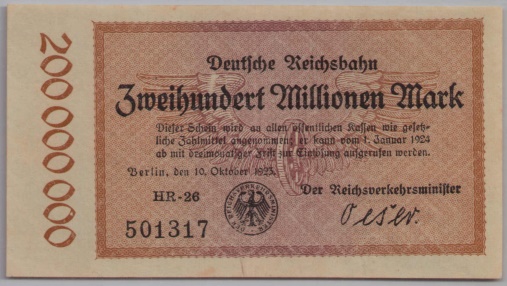 200000000
Deutsche Reichsbahn
Zweihundert Millionen Mark
Dieser Schein wird an allen öffentlichen Kassen wie gesetz-
liche Zahlmittel angenommen; er kann vom 1. Januar 1924
ab mit dreimonatiger Frist zur Einlösung aufgerufen werden.
Berlin, den 10. Oktober 1923.
HR-26
Der Reichsverkehrsminister
501317
Oeser.